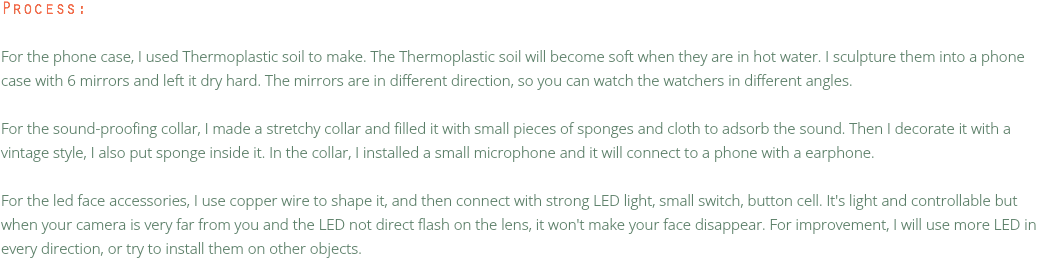 Process:
For the phone case, I used Thermoplastic soil to make. The Thermoplastic soil will become soft when they are in hot water. I sculpture them into a phone
case with 6 mirrors and left it dry hard. The mirrors are in different direction, so you can watch the watchers in different angles.
For the sound-proofing collar, I made a stretchy collar and filled it with small pieces of sponges and cloth to adsorb the sound. Then I decorate it with a
vintage style, I also put sponge inside it. In the collar, I installed a small microphone and it will connect to a phone with a earphone.
For the led face accessories, I use copper wire to shape it, and then connect with strong LED light, small switch, button cell. It's light and controllable but
when your camera is very far from you and the LED not direct flash on the lens, it won't make your face disappear. For improvement, I will use more LED in
every direction, or try to install them on other objects.